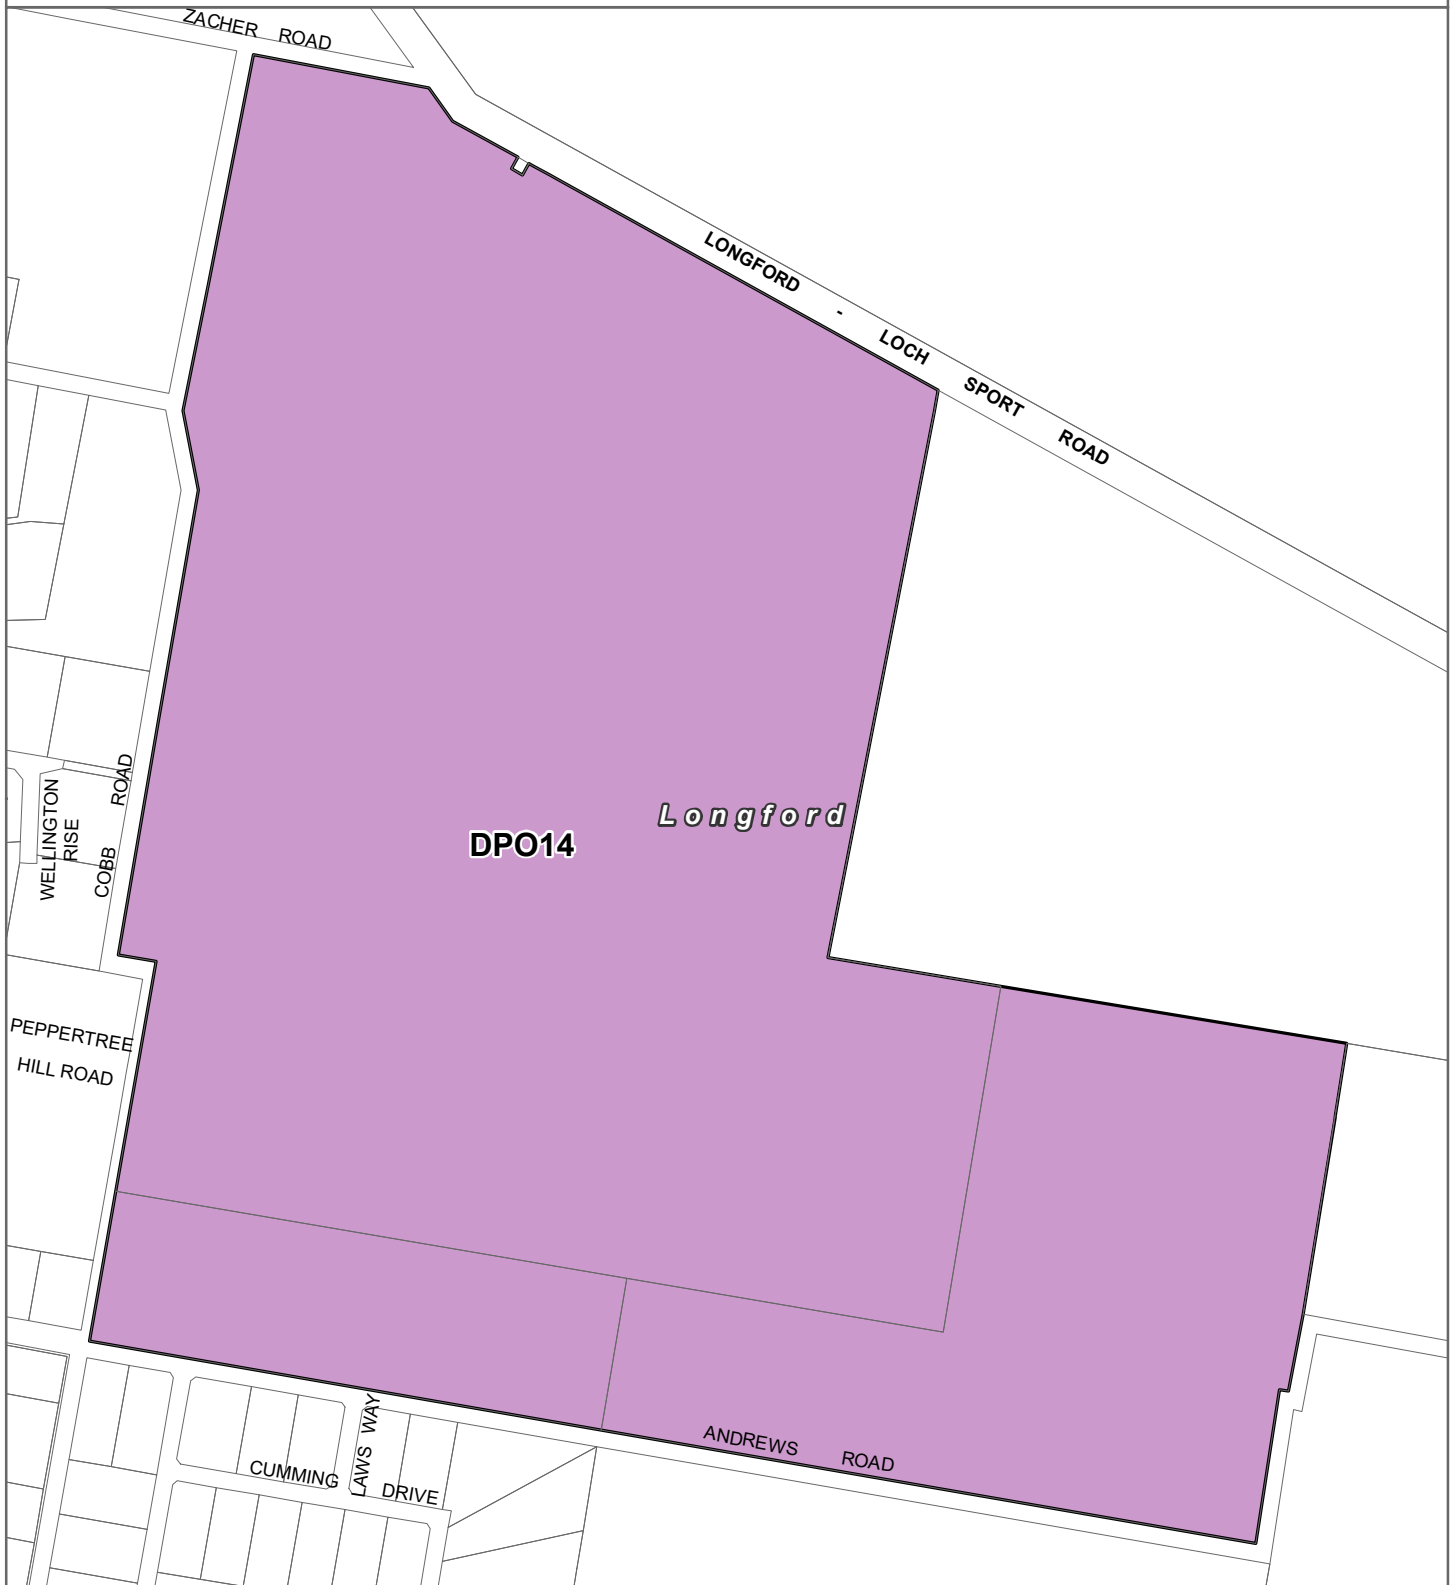 ZACHER ROAD
LONGFORD - LOCH SPORT ROAD
Longford
DPO14
WELLINGTON
RISE
COBB ROAD
PEPPERTREE
HILL ROAD
LAWS WAY
ANDREWS ROAD
CUMMING DRIVE